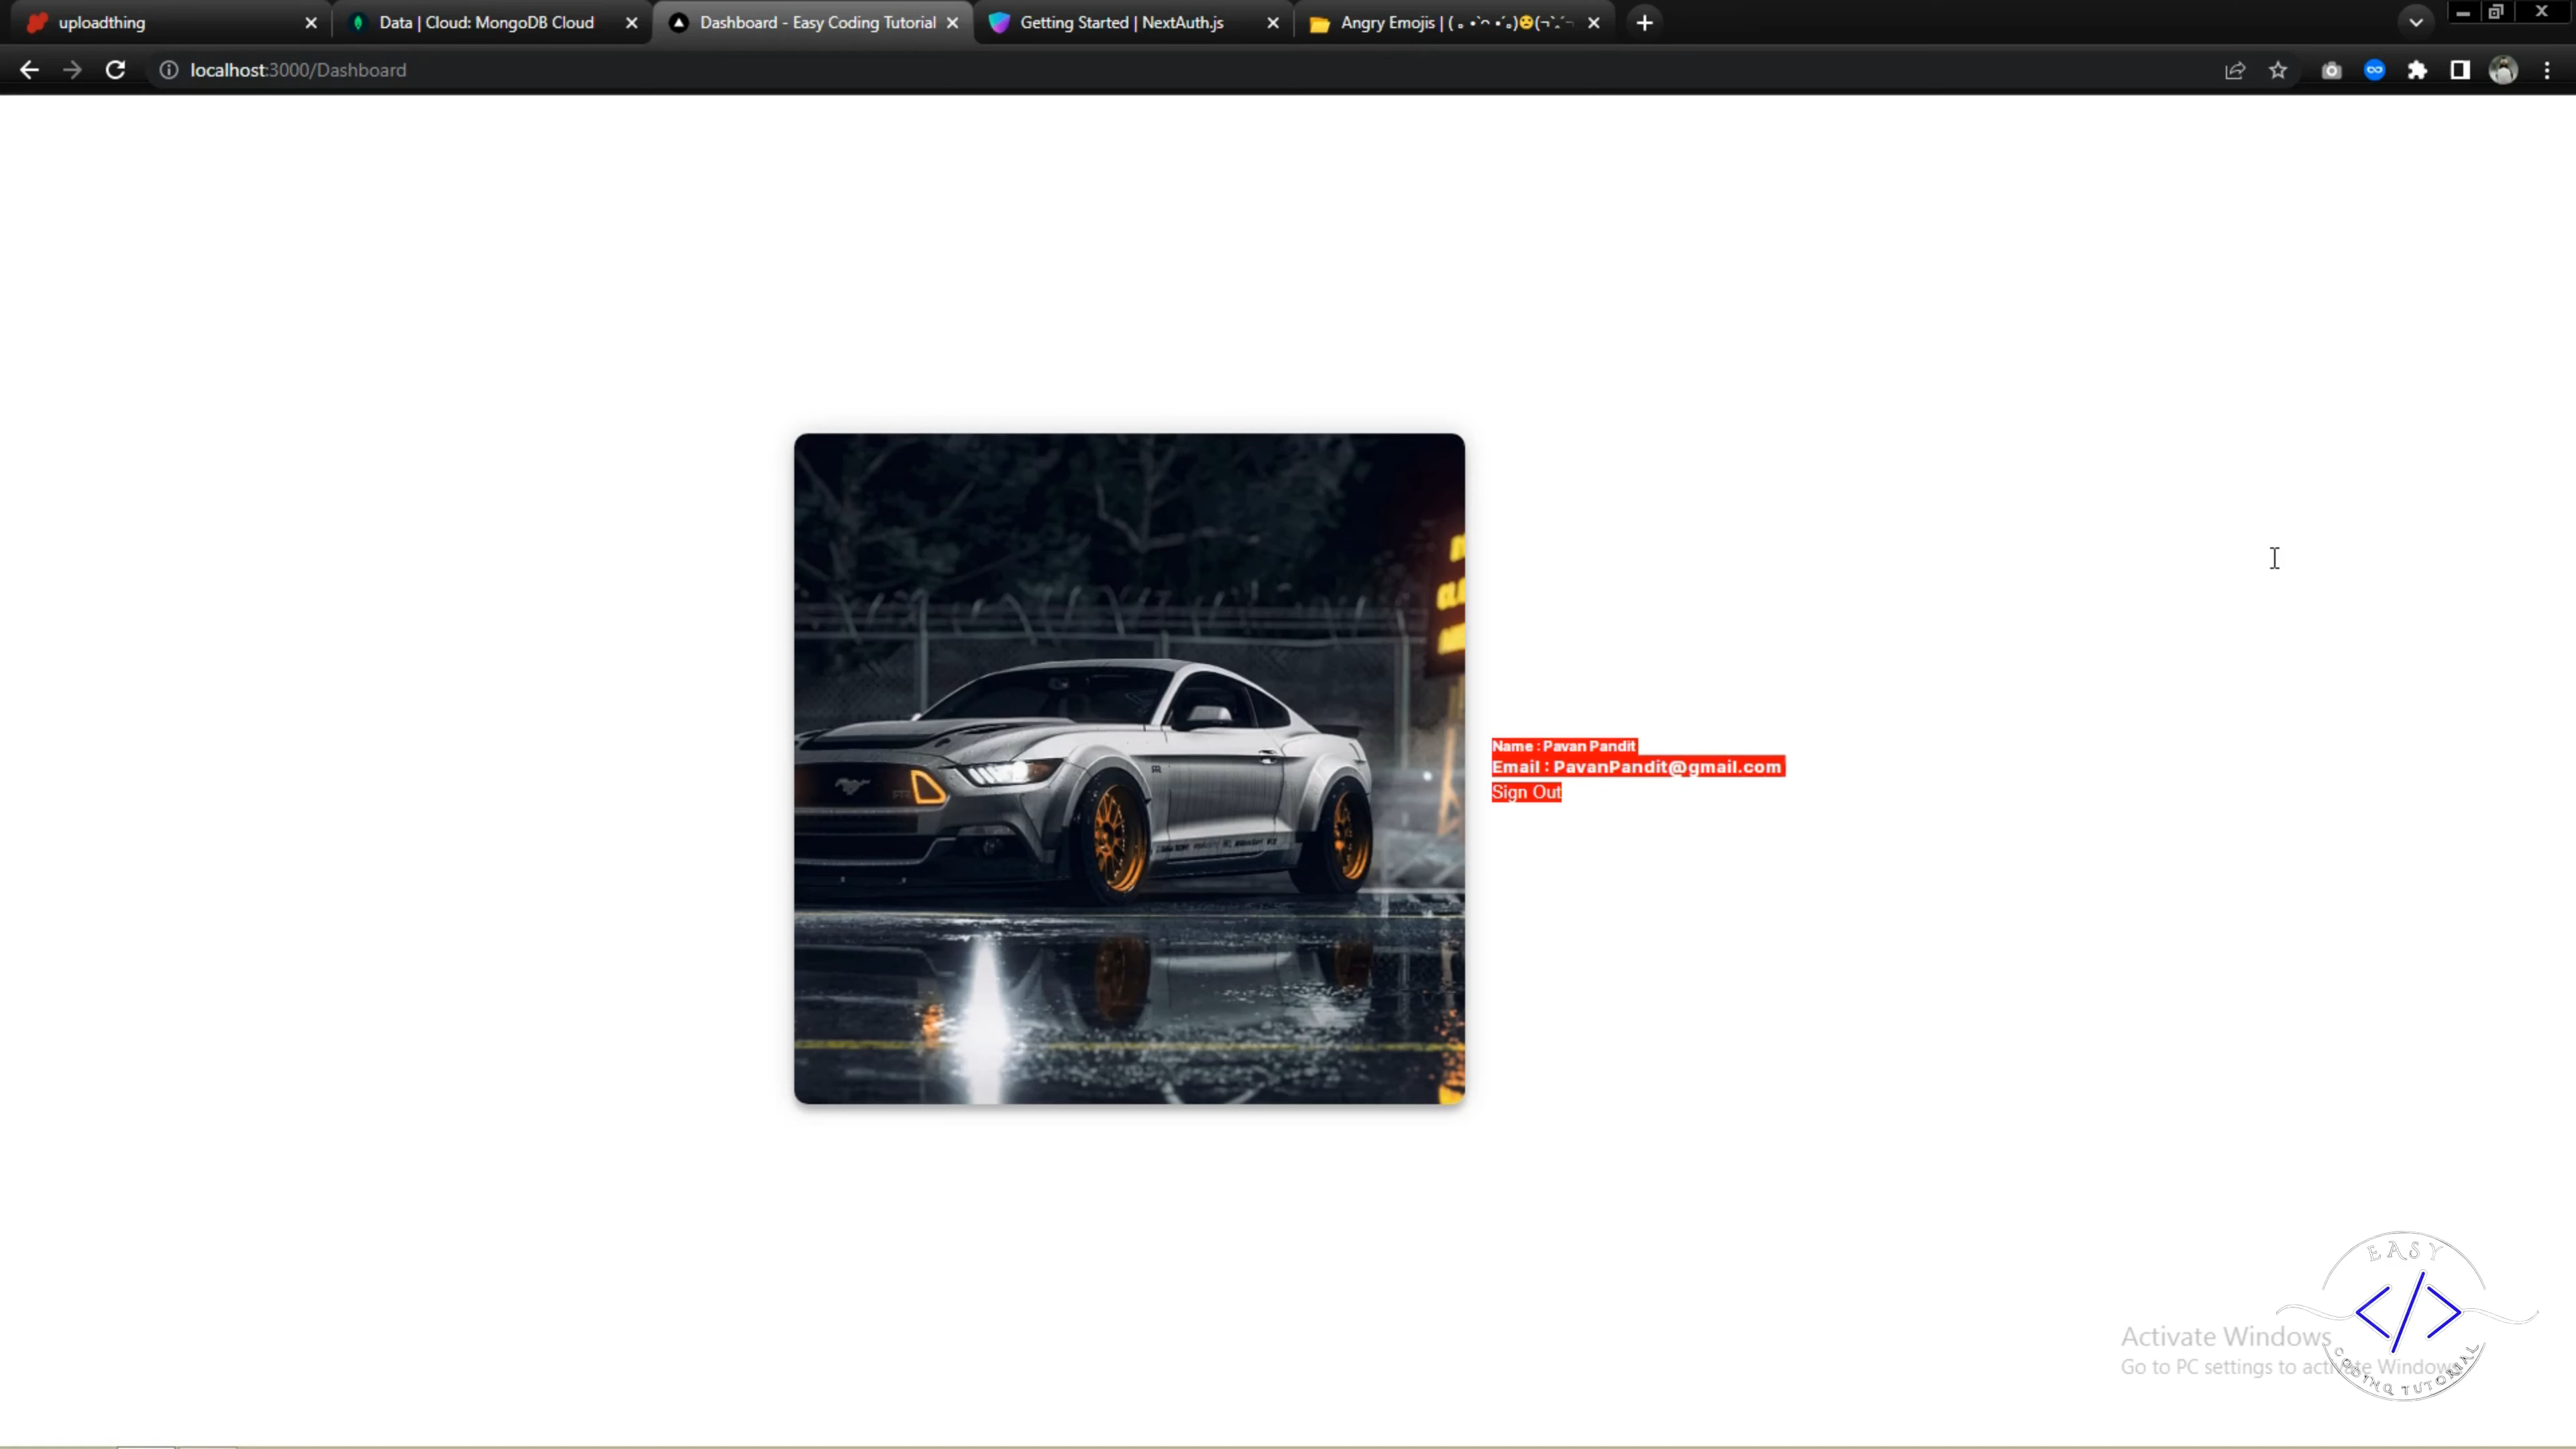 uploadthing
Data | Cloud: MongoDB Cloud
Dashboard - Easy Coding Tutorial
Getting Started | NextAuth.js
Angry Emojis |
localhost:3000/Dashboard
Name : Pavan Pandit
Email : PavanPandit@gmail.com
Sign Out
EASY
Activate Windows
Go to PC settings to activate Windows
TUTORIAL